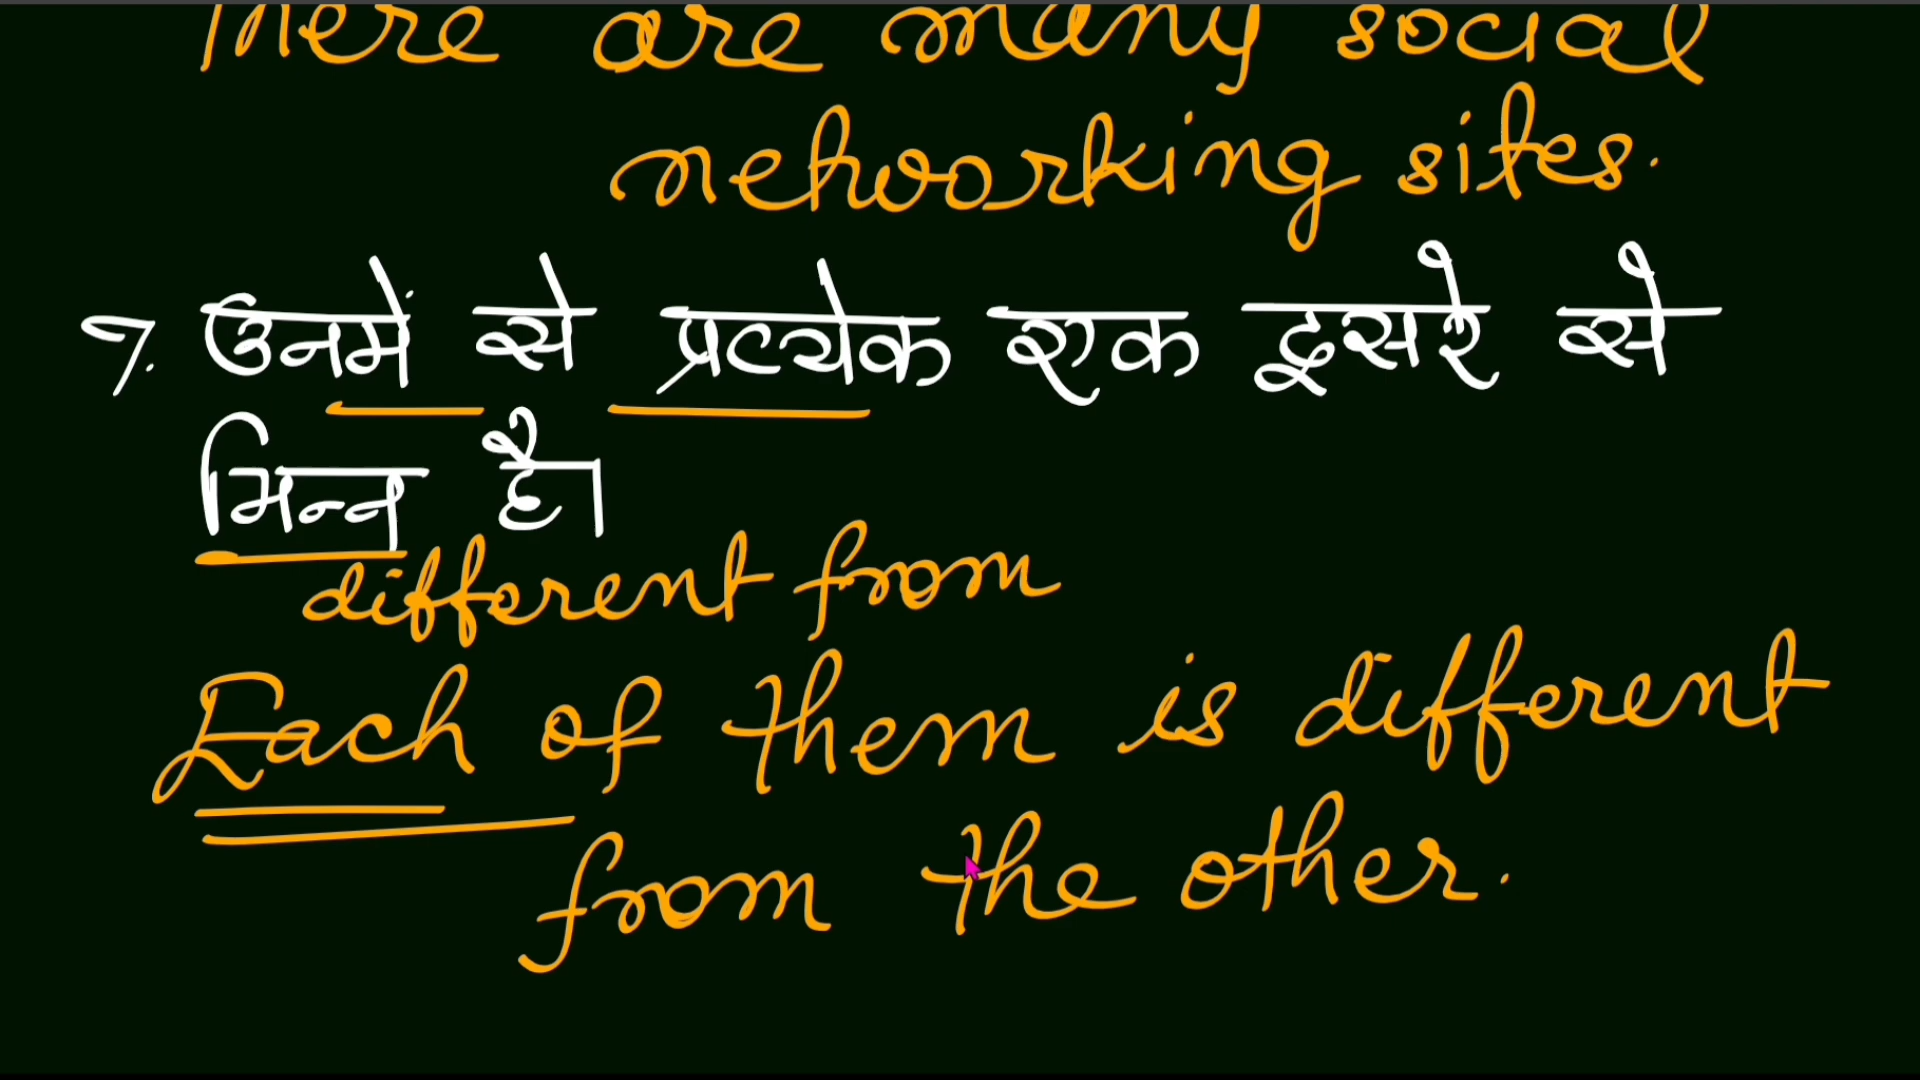 There are many social
networking sites.
7. उनमें से प्रत्येक एक दूसरे से
भिन्न है।
different from
Each of them is different
from the other.